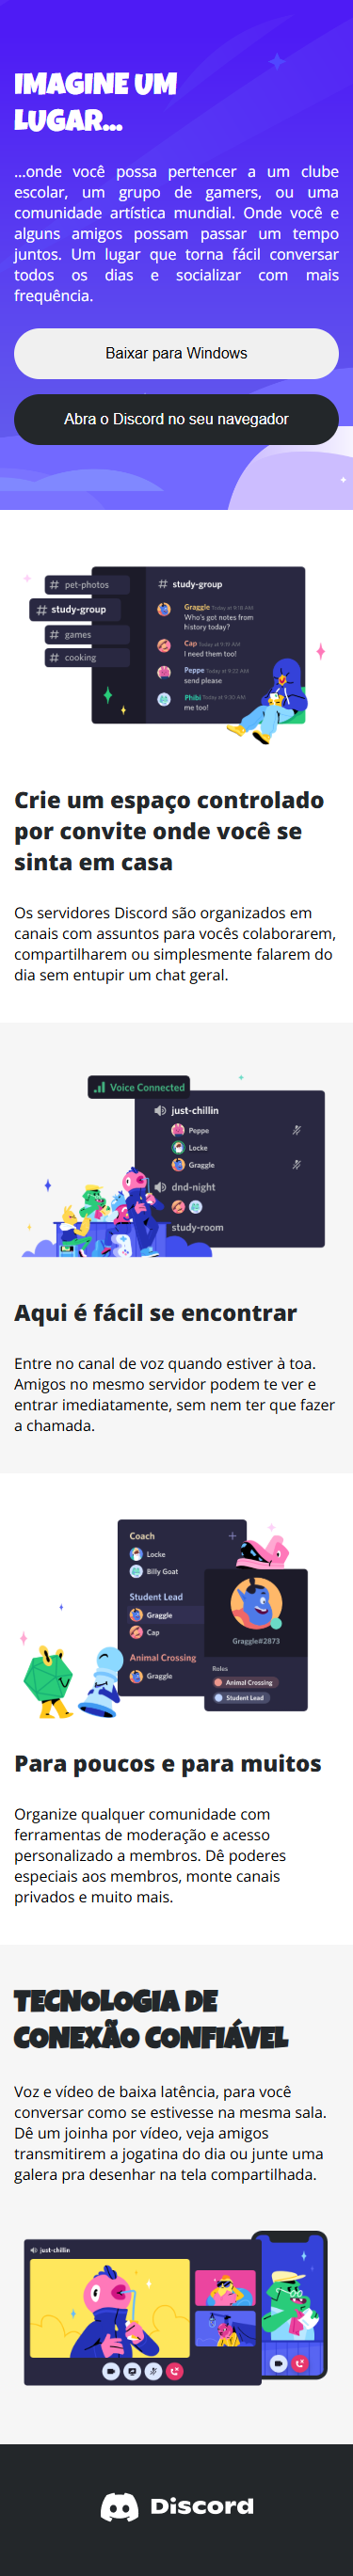 IMAGINE UM
LUGAR...
...onde você possa pertencer a um clube
escolar, um grupo de gamers, ou uma
comunidade artística mundial. Onde você e
alguns amigos possam passar um tempo
juntos. Um lugar que torna fácil conversar
todos os dias e socializar com mais
frequência.
Baixar para Windows
Abra o Discord no seu navegador
# pet-photos
# study-group
# games
# cooking
# study-group
Graggle Today at 9:18 AM
Who's got notes from
history today?
Cap Today at 9:19 AM
I need them too!
Peppe Today at 9:22 AM
send please
Phibi Today at 9:30 AM
me too!
Crie um espaço controlado
por convite onde você se
sinta em casa
Os servidores Discord são organizados em
canais com assuntos para vocês colaborarem,
compartilharem ou simplesmente falarem do
dia sem entupir um chat geral.
Voice Connected
just-chillin
Peppe
Locke
Graggle
dnd-night
study-room
Aqui é fácil se encontrar
Entre no canal de voz quando estiver à toa.
Amigos no mesmo servidor podem te ver e
entrar imediatamente, sem nem ter que fazer
a chamada.
Coach
Locke
Billy Goat
Student Lead
Graggle
Cap
Animal Crossing
Graggle
Graggle#2873
Roles
Animal Crossing
Student Lead
Para poucos e para muitos
Organize qualquer comunidade com
ferramentas de moderação e acesso
personalizado a membros. Dê poderes
especiais aos membros, monte canais
privados e muito mais.
TECNOLOGIA DE
CONEXÃO CONFIÁVEL
Voz e vídeo de baixa latência, para você
conversar como se estivesse na mesma sala.
Dê um joinha por vídeo, veja amigos
transmitirem a jogatina do dia ou junte uma
galera pra desenhar na tela compartilhada.
just-chillin
Discord